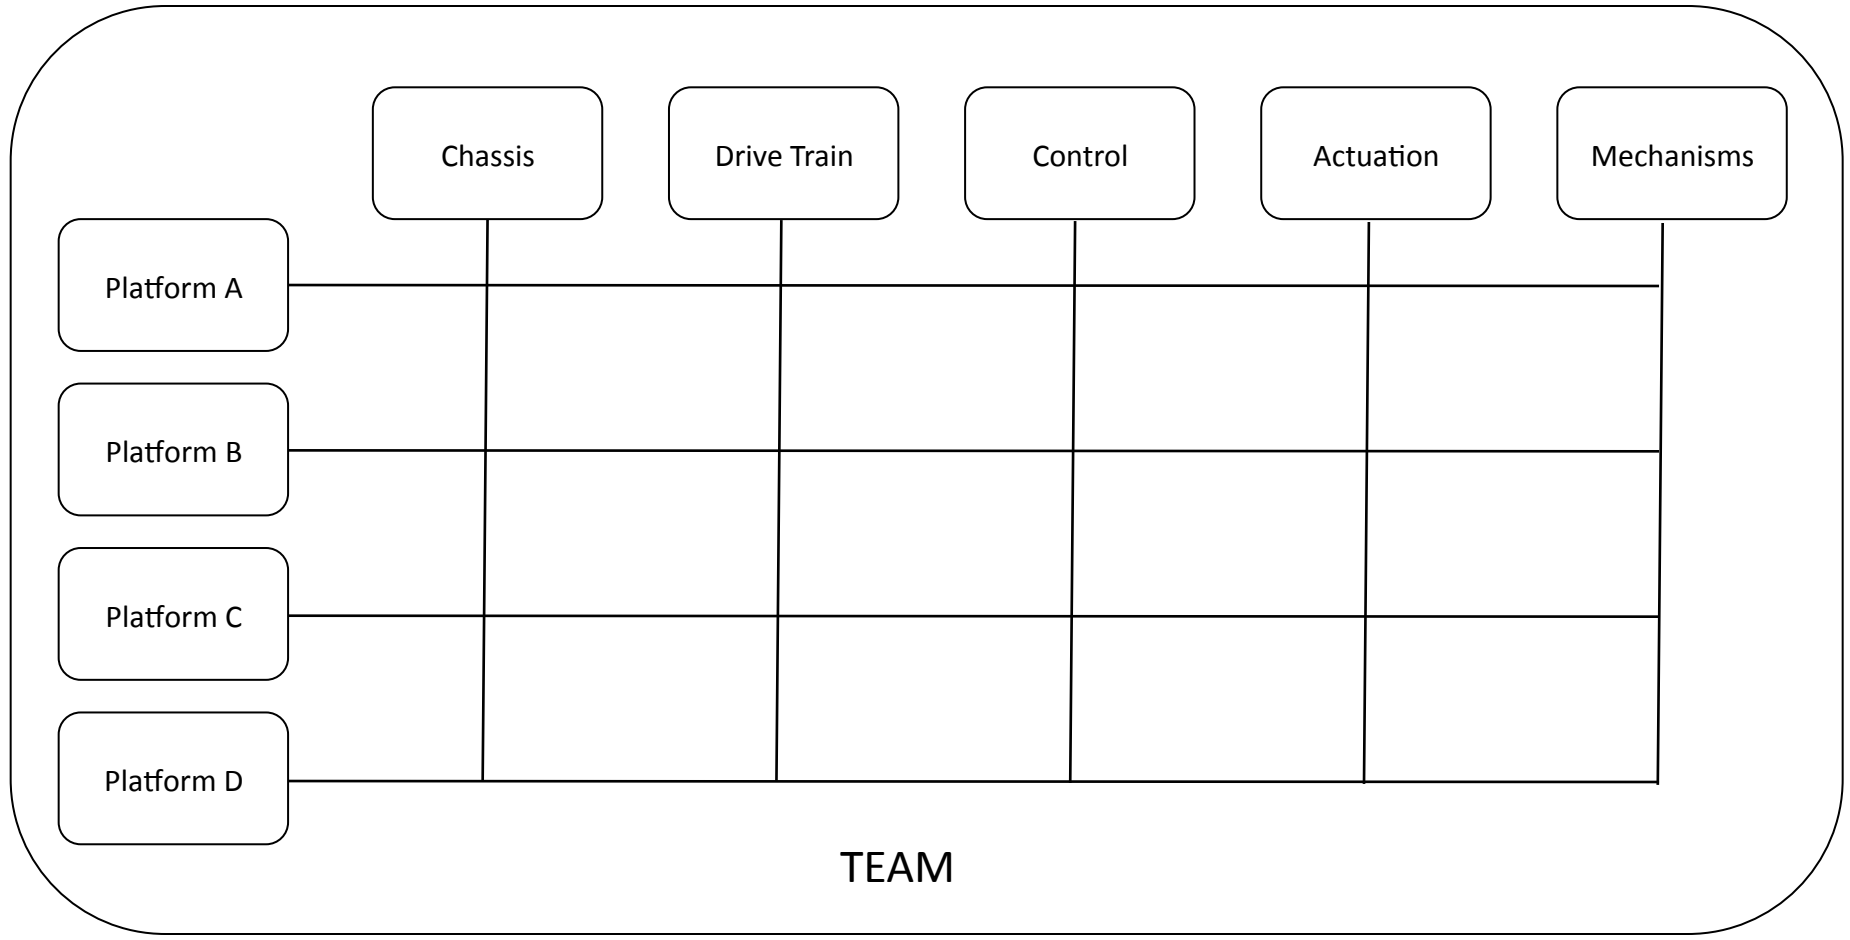 Chassis
Drive Train
Control
Actuation
Mechanisms
Platform A
Platform B
Platform C
Platform D
TEAM